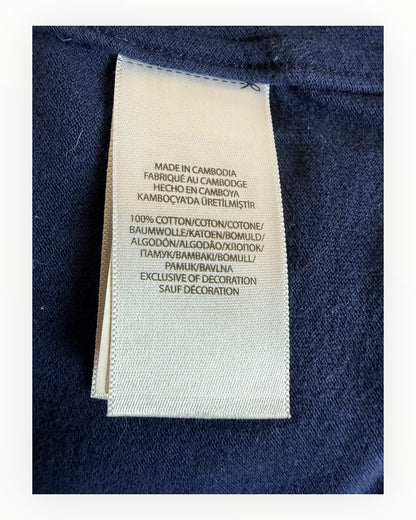 MADE IN CAMBODIA
FABRIQUÉ AU CAMBODGE
HECHO EN CAMBOYA
KAMBOÇYA'DA ÜRETİLMİŞTİR
100% COTTON/COTON/COTONE/
BAUMWOLLE/KATOEN/BOMULD/
ALGODÓN/ALGODÃO/ХЛОПОК/
ПАМУК/BAMBAKI/BOMULL/
PAMUK/BAVLNA
EXCLUSIVE OF DECORATION
SAUF DÉCORATION